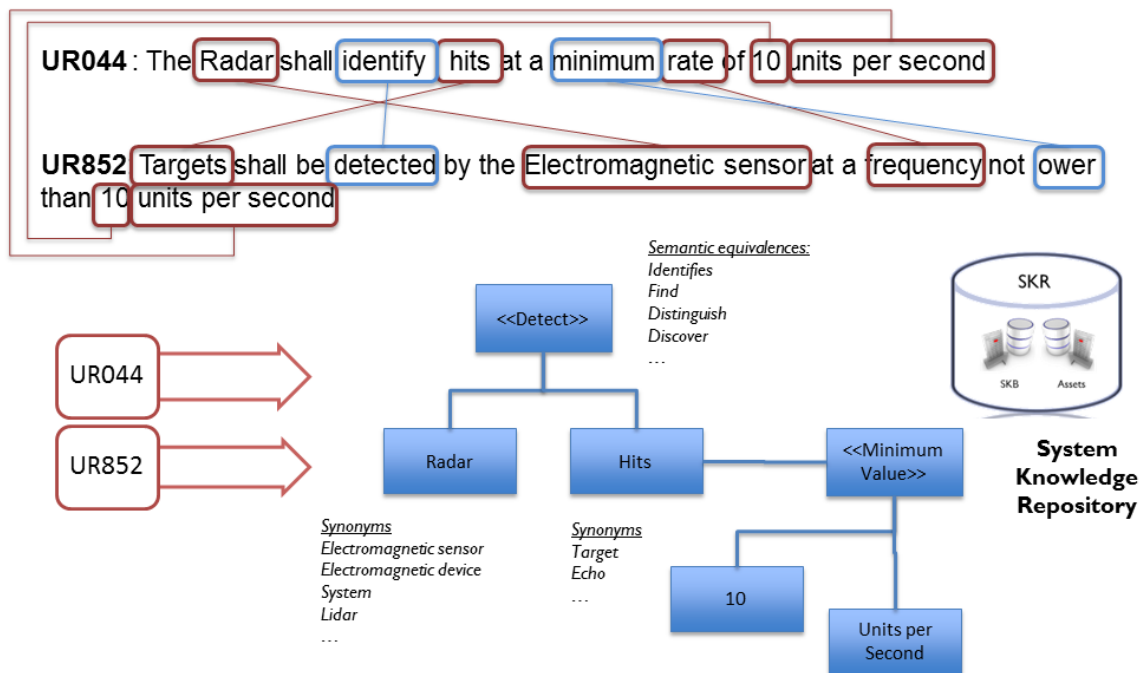 UR044 : The Radar shall identify hits at a minimum rate of 10 units per second
UR852: Targets shall be detected by the Electromagnetic sensor at a frequency not ower
than 10 units per second
Semantic equivalences:
Identifies
Find
Distinguish
Discover
…
<<Detect>>
SKR
SKB Assets
System
Knowledge
Repository
UR044
UR852
Radar
Hits
<<Minimum
Value>>
Synonyms
Electromagnetic sensor
Electromagnetic device
System
Lidar
…
Synonyms
Target
Echo
…
10
Units per
Second